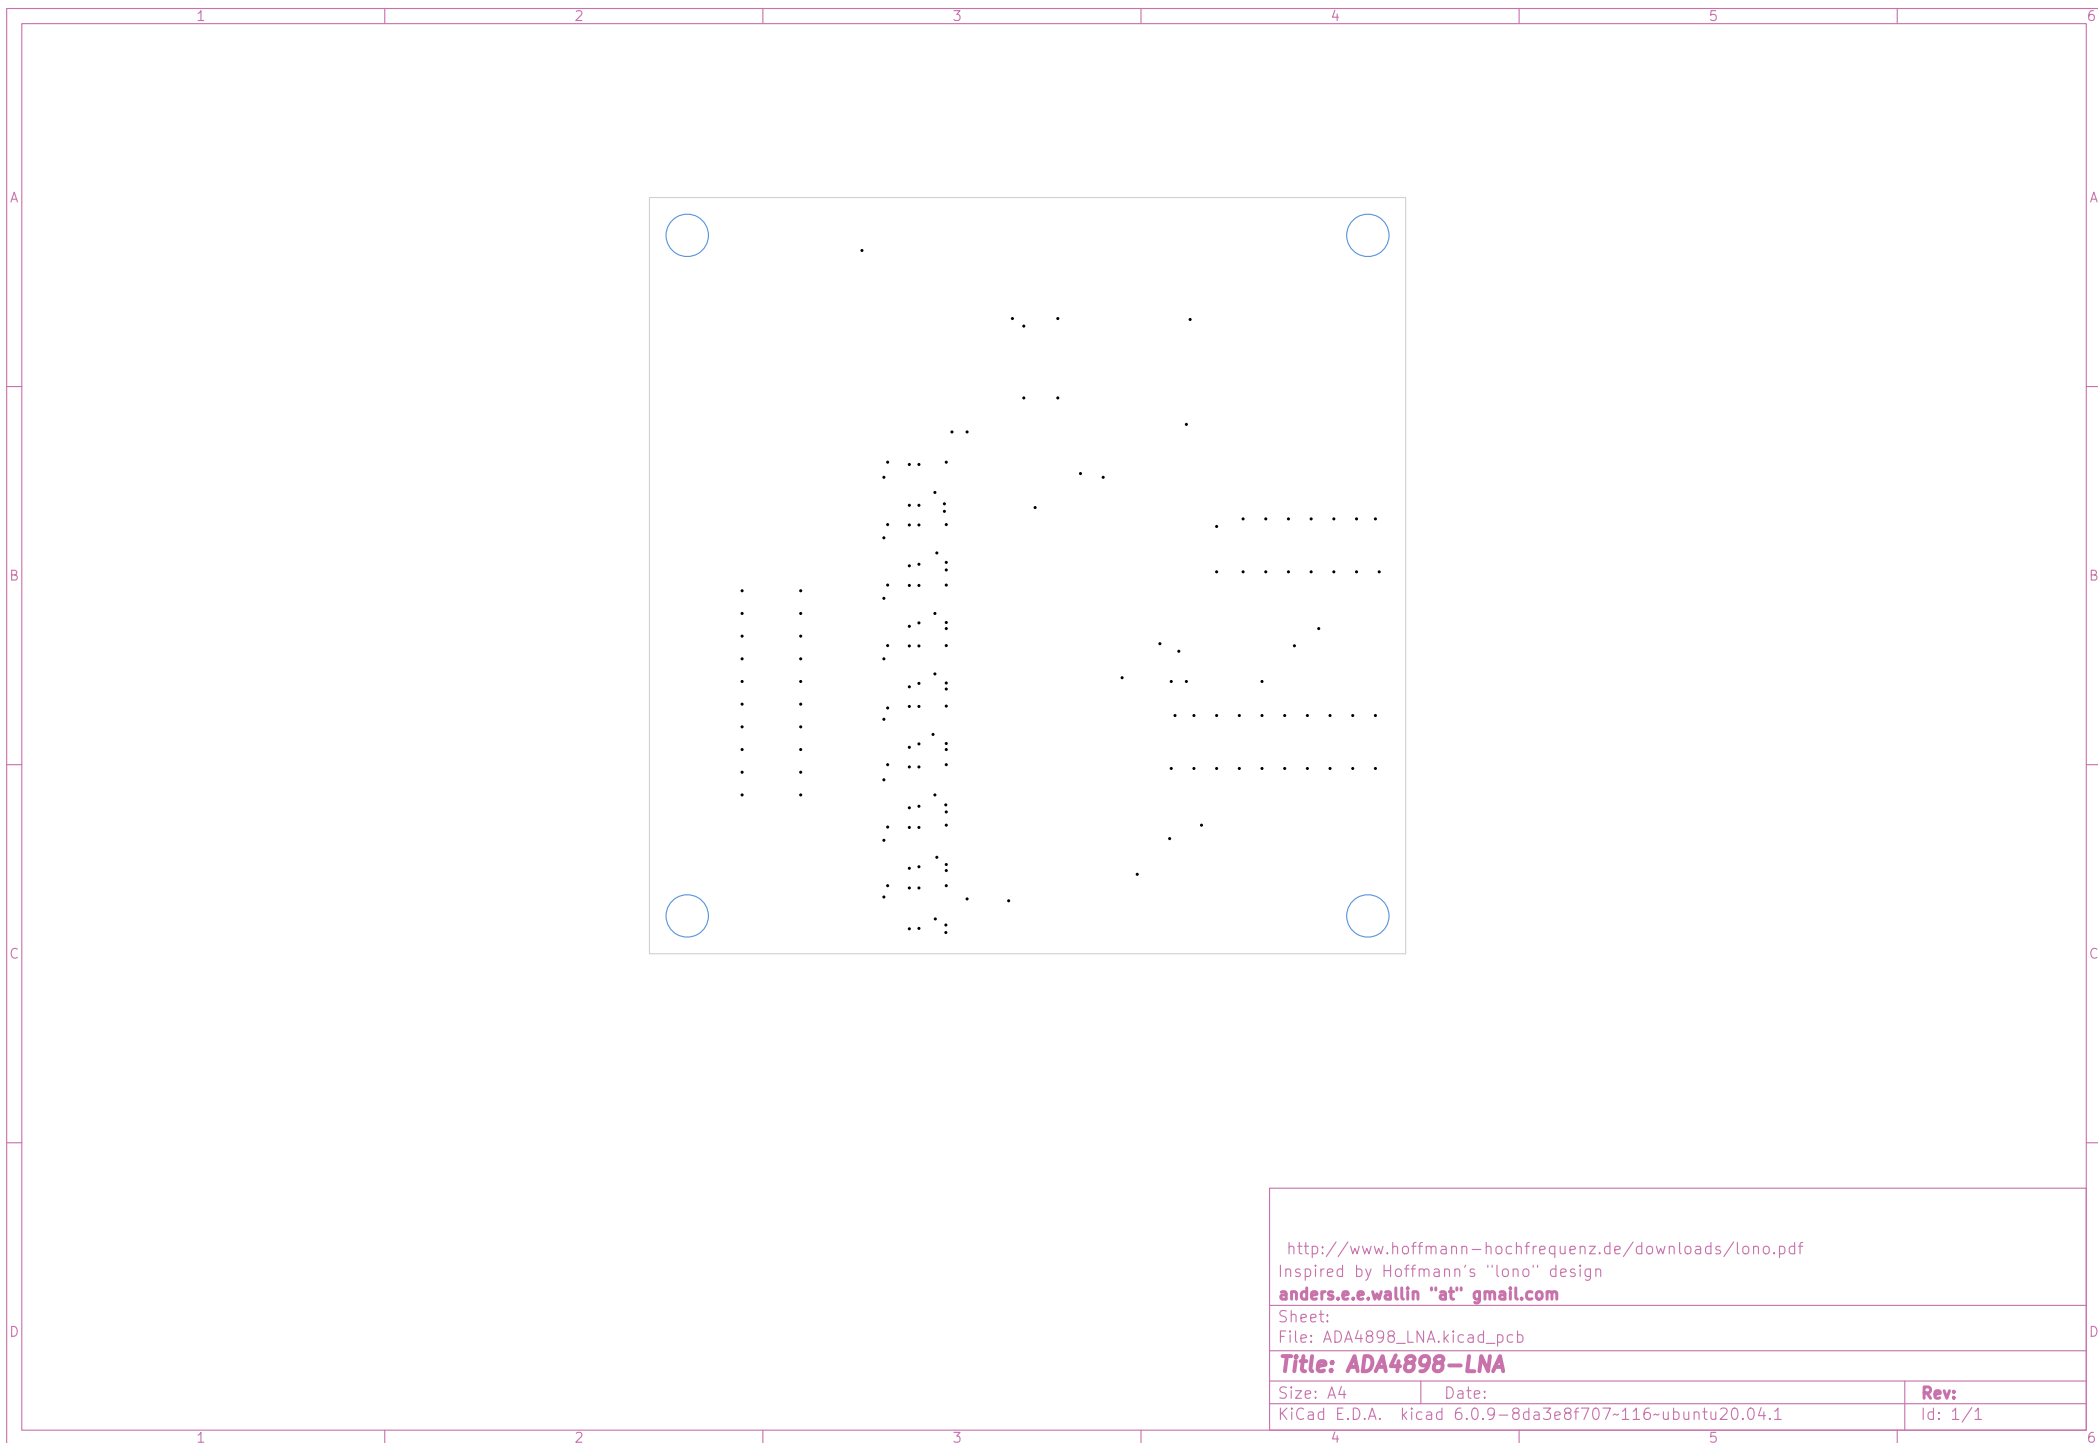 1 2 3 4 5 6
A A
B B
C C
http://www.hoffmann-hochfrequenz.de/downloads/lono.pdf
Inspired by Hoffmann's "lono" design
anders.e.e.wallin "at" gmail.com
Sheet:
D D
File: ADA4898_LNA.kicad_pcb
Title: ADA4898-LNA
Size: A4 Date: Rev:
KiCad E.D.A. kicad 6.0.9-8da3e8f707~116~ubuntu20.04.1 Id: 1/1
1 2 3 4 5 6